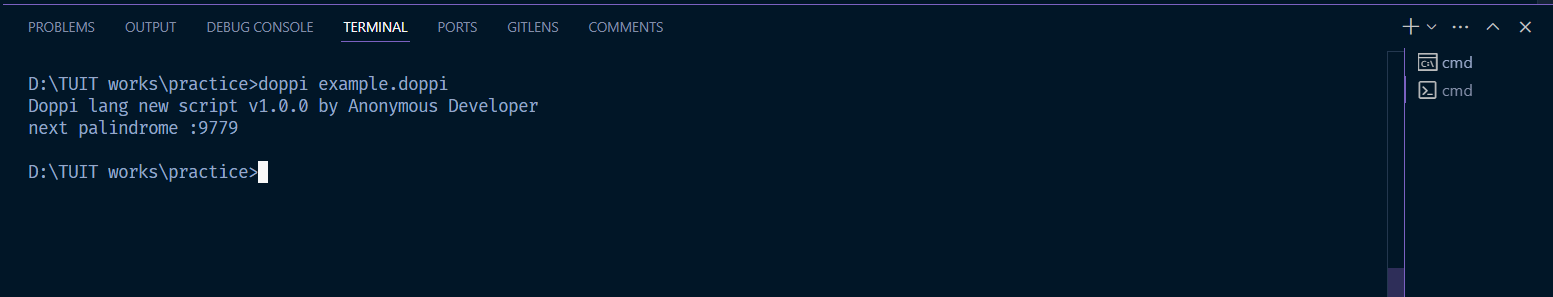 PROBLEMS OUTPUT DEBUG CONSOLE TERMINAL PORTS GITLENS COMMENTS
D:\TUIT works\practice>doppi example.doppi
Doppi lang new script v1.0.0 by Anonymous Developer
next palindrome :9779
D:\TUIT works\practice>
cmd
cmd